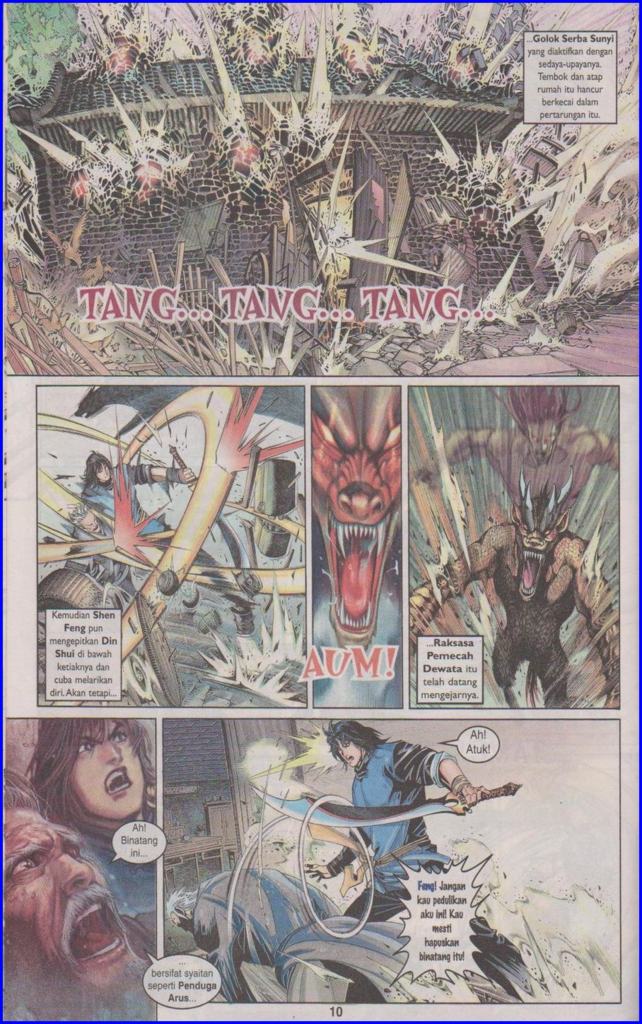 ...Golok Serba Sunyi
yang diaktifkan dengan
sedaya-upayanya.
Tembok dan atap
rumah itu hancur
berkecai dalam
pertarungan itu.
TANG... TANG... TANG...
Kemudian Shen
Feng pun
mengepitkan Din
Shui di bawah
ketiaknya dan
cuba melarikan
diri. Akan tetapi...
AUM!
...Raksasa
Pemecah
Dewata itu
telah datang
mengejarnya.
Ah!
Binatang
ini...
...
bersifat syaitan
seperti Penduga
Arus...
Ah!
Atuk!
Feng! Jangan
kau pedulikan
aku ini! Kau
mesti
hapuskan
binatang itu!
10